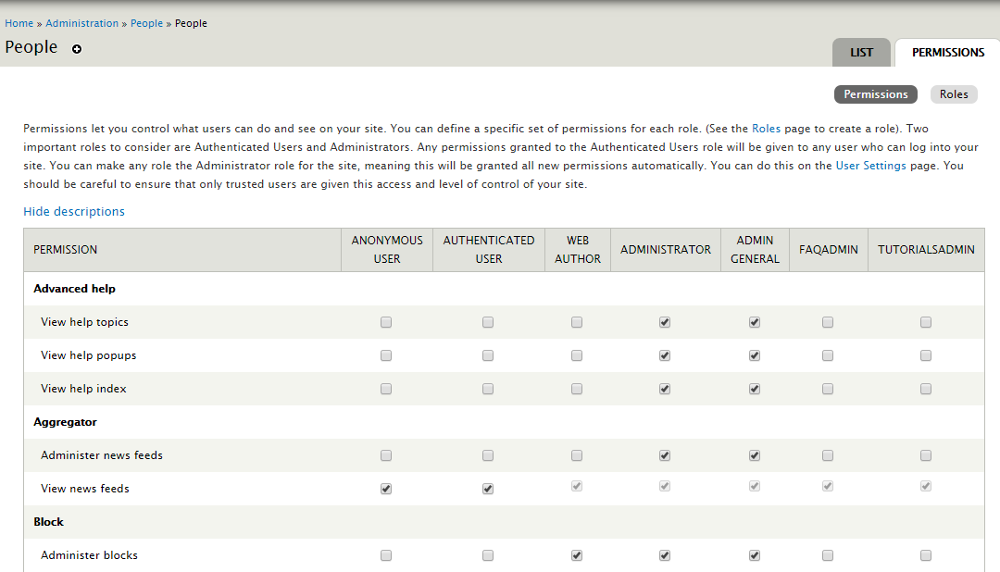 Home » Administration » People » People
People
LIST
PERMISSIONS
Permissions
Roles
Permissions let you control what users can do and see on your site. You can define a specific set of permissions for each role. (See the Roles page to create a role). Two
important roles to consider are Authenticated Users and Administrators. Any permissions granted to the Authenticated Users role will be given to any user who can log into your
site. You can make any role the Administrator role for the site, meaning this will be granted all new permissions automatically. You can do this on the User Settings page. You
should be careful to ensure that only trusted users are given this access and level of control of your site.
Hide descriptions
PERMISSION
ANONYMOUS
USER
AUTHENTICATED
USER
WEB
AUTHOR
ADMINISTRATOR
ADMIN
GENERAL
FAQADMIN
TUTORIALSADMIN
Advanced help
View help topics
View help popups
View help index
Aggregator
Administer news feeds
View news feeds
Block
Administer blocks